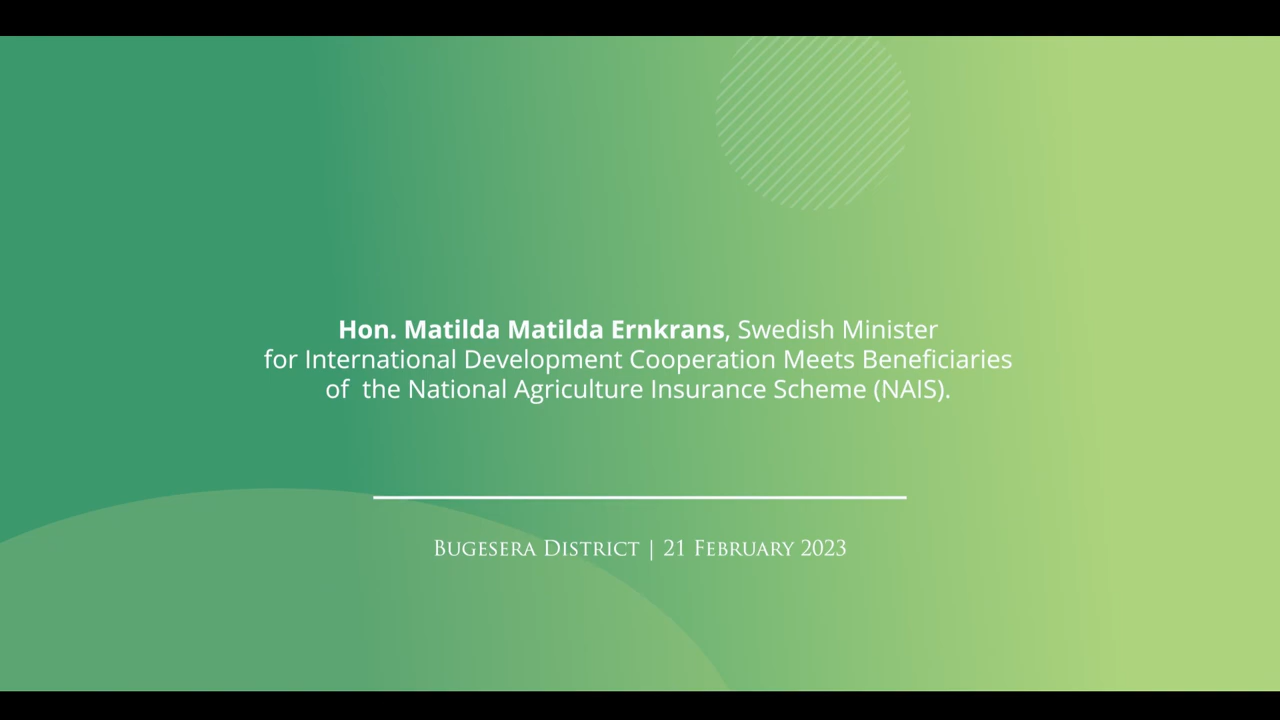 Hon. Matilda Matilda Ernkrans, Swedish Minister
for International Development Cooperation Meets Beneficiaries
of  the National Agriculture Insurance Scheme (NAIS).
Bugesera District | 21 February 2023